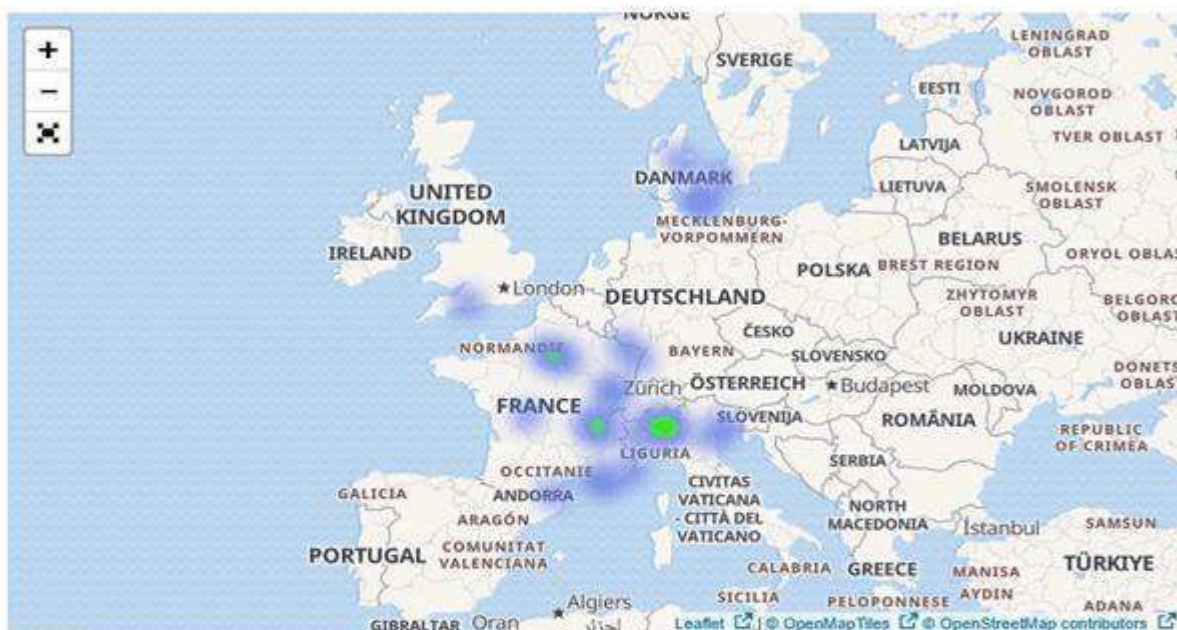 +
−
NORGE
SVERIGE
LENINGRAD
OBLAST
EESTI
NOVGOROD
OBLAST
TVER OBLAST
LATVIJA
DANMARK
LIETUVA
SMOLENSK
OBLAST
UNITED
KINGDOM
MECKLENBURG-
VORPOMMERN
BELARUS
IRELAND
POLSKA
BREST REGION
ORYOL OBLAS
London
DEUTSCHLAND
ZHYTOMYR
OBLAST
BELGORO
OBLAST
ČESKO
UKRAINE
NORMANDIE
BAYERN
SLOVENSKO
DONETS
OBLAS
Zürich
ÖSTERREICH
Budapest
MOLDOVA
FRANCE
SLOVENIJA
ROMÂNIA
REPUBLIC
OF CRIMEA
LIGURIA
SERBIA
OCCITANIE
GALICIA
ANDORRA
CIVITAS
VATICANA
- CITTÀ DEL
VATICANO
NORTH
MACEDONIA
ARAGÓN
İstanbul
SAMSUN
PORTUGAL
COMUNITAT
VALENCIANA
CALABRIA
GREECE
MANISA
TÜRKIYE
AYDIN
SICILIA
PELOPONNESE
ADANA
Algiers
GIBRALTAR
Oran
Leaflet | © OpenMapTiles © OpenStreetMap contributors